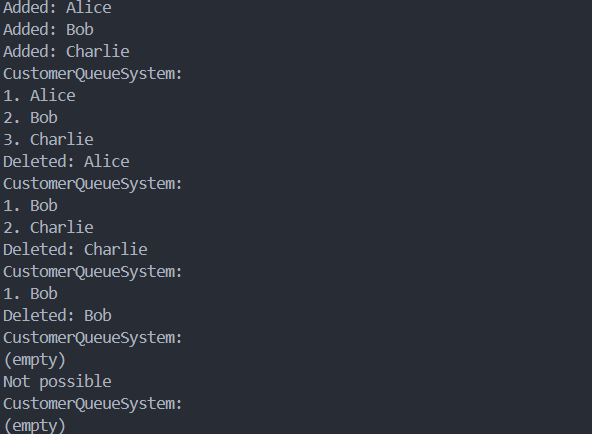 Added: Alice
Added: Bob
Added: Charlie
CustomerQueueSystem:
1. Alice
2. Bob
3. Charlie
Deleted: Alice
CustomerQueueSystem:
1. Bob
2. Charlie
Deleted: Charlie
CustomerQueueSystem:
1. Bob
Deleted: Bob
CustomerQueueSystem:
(empty)
Not possible
CustomerQueueSystem:
(empty)